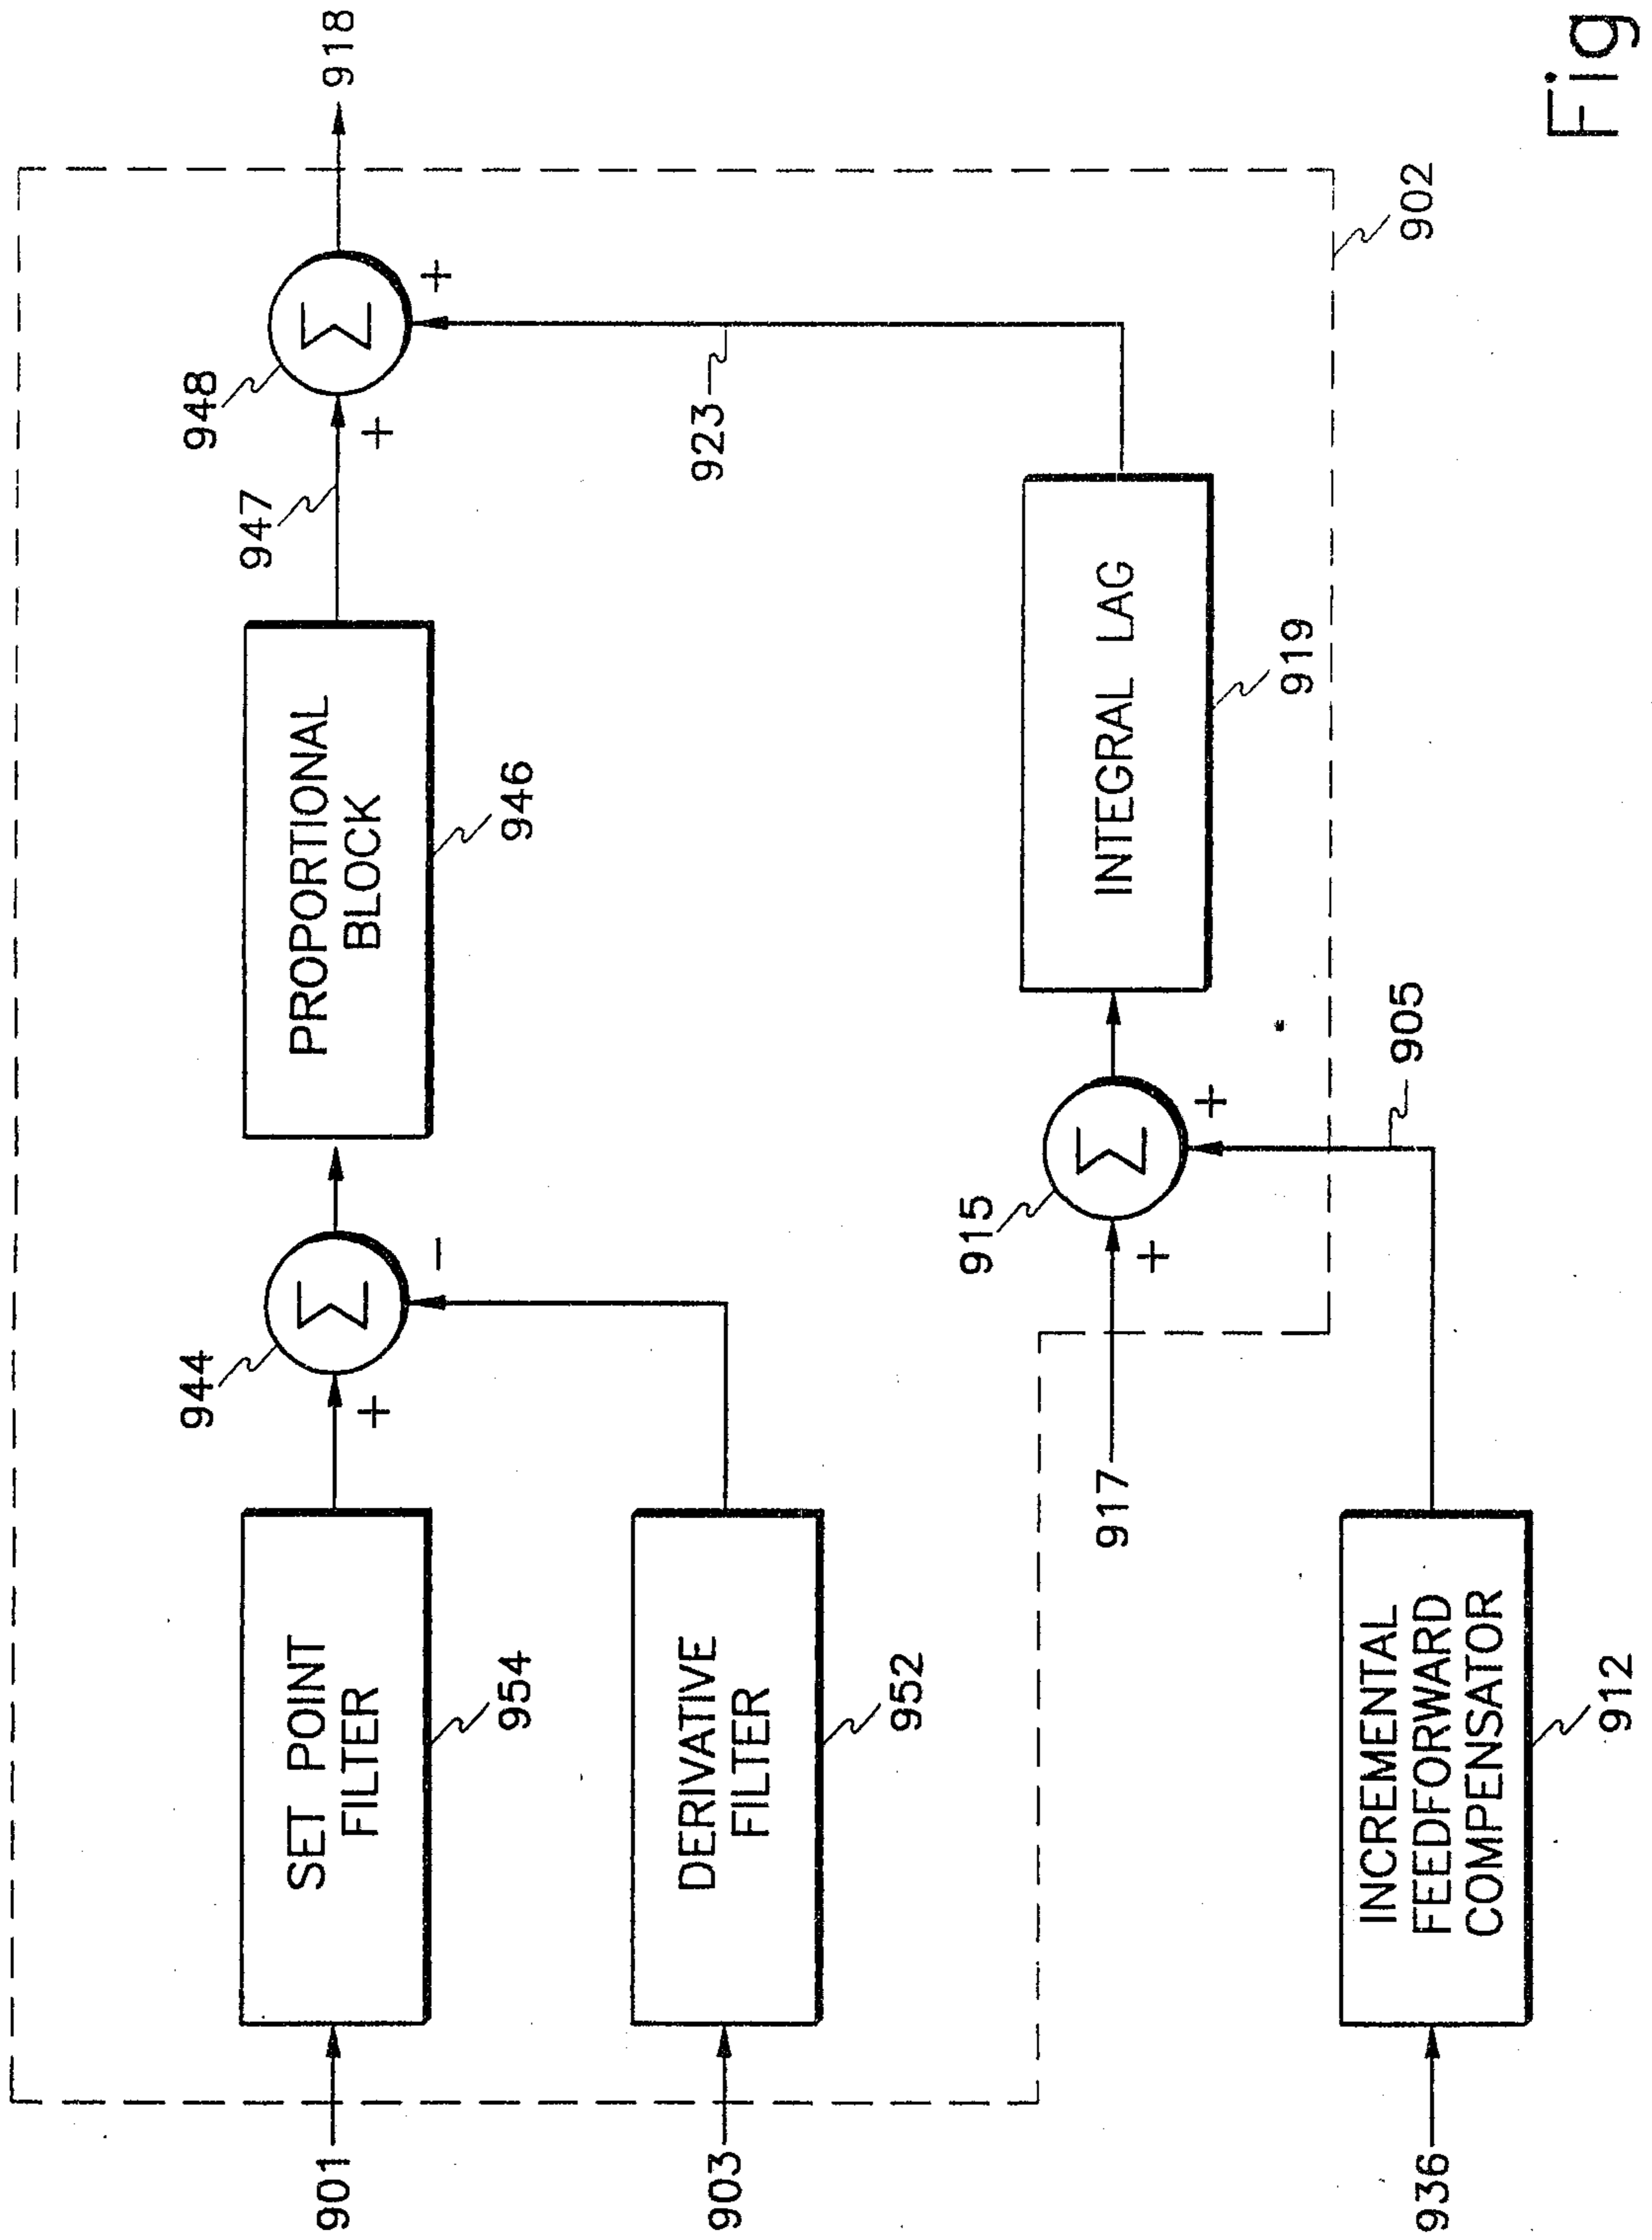 948
918
947
+
+
PROPORTIONAL
BLOCK
946
944
+
−
SET POINT
FILTER
954
901
DERIVATIVE
FILTER
952
903
923
INTEGRAL LAG
919
915
+
+
917
905
902
INCREMENTAL
FEEDFORWARD
COMPENSATOR
912
936
Σ
Σ
Σ
Fig